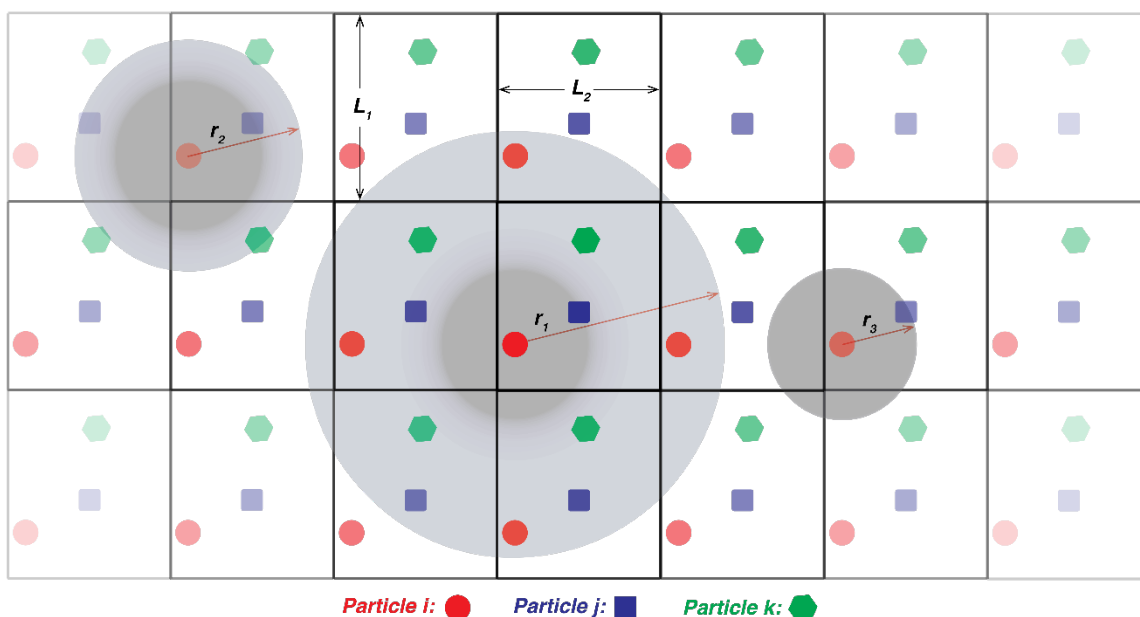 L₁
L₂
r₂
r₁
r₃
Particle i:
Particle j:
Particle k: